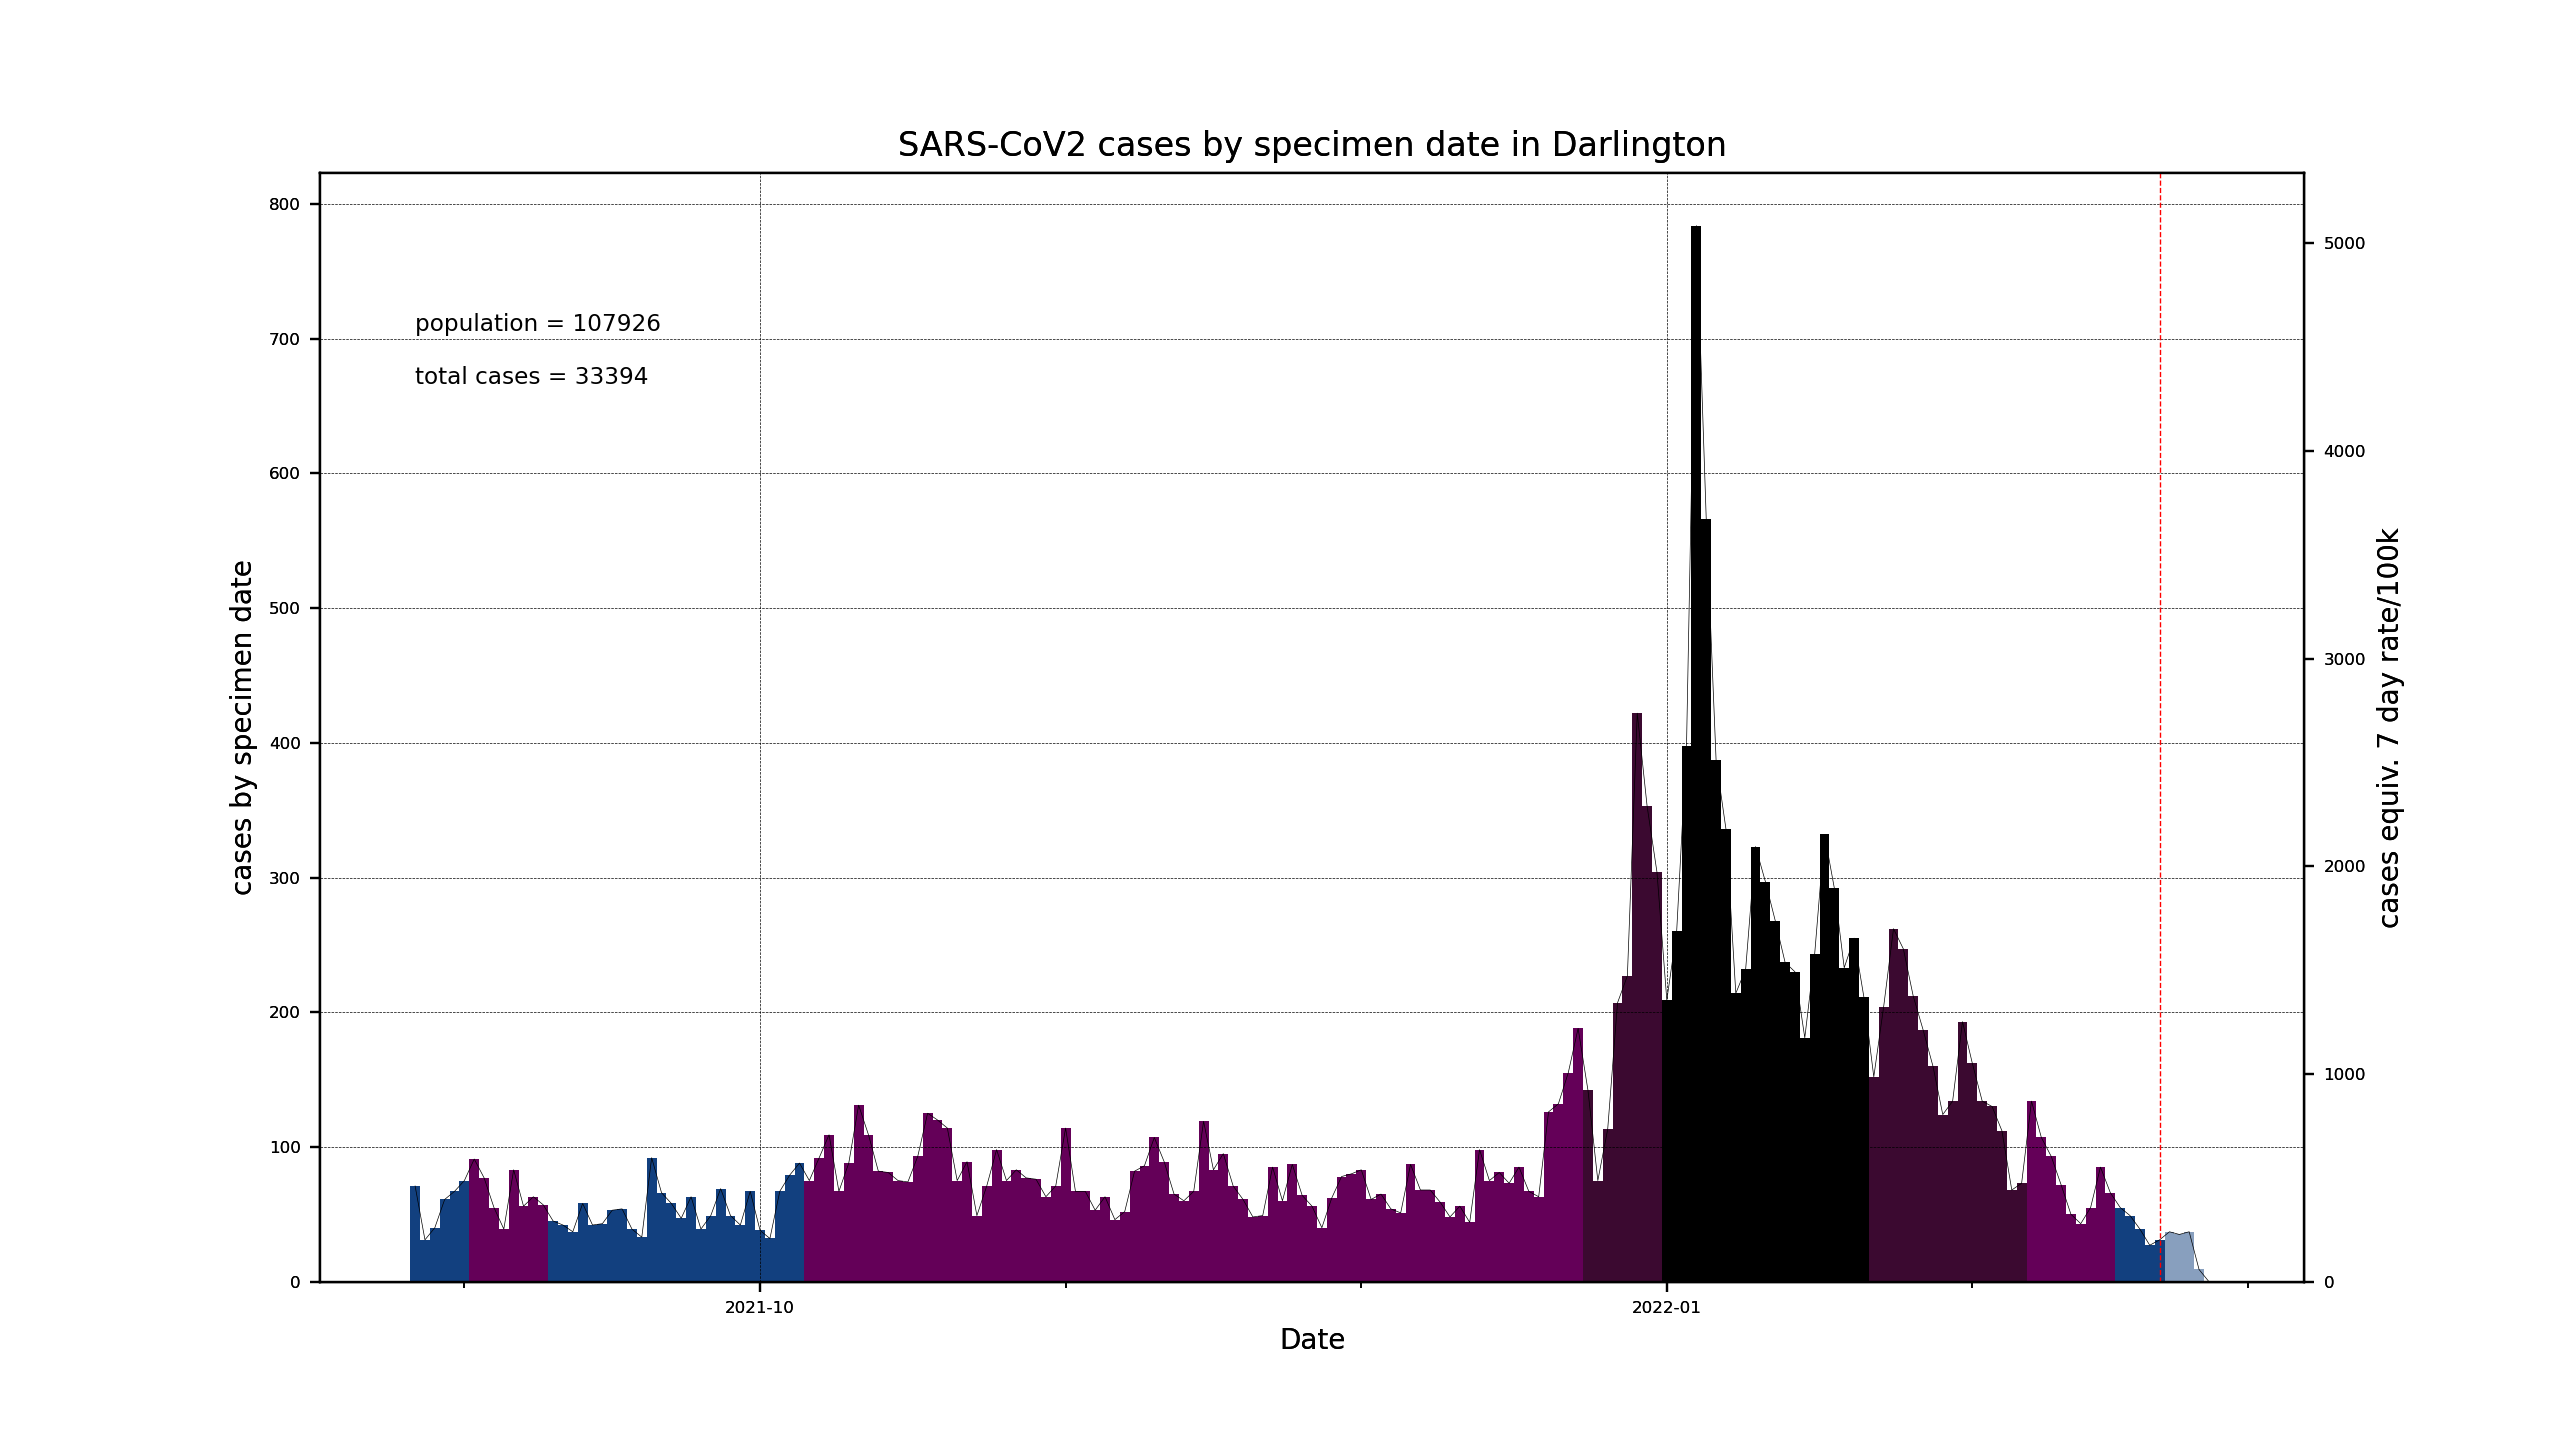 SARS-CoV2 cases by specimen date in Darlington
population = 107926
total cases = 33394
cases by specimen date
800
700
600
500
400
300
200
100
0
5000
4000
3000
2000
1000
0
cases equiv. 7 day rate/100k
2021-10
2022-01
Date